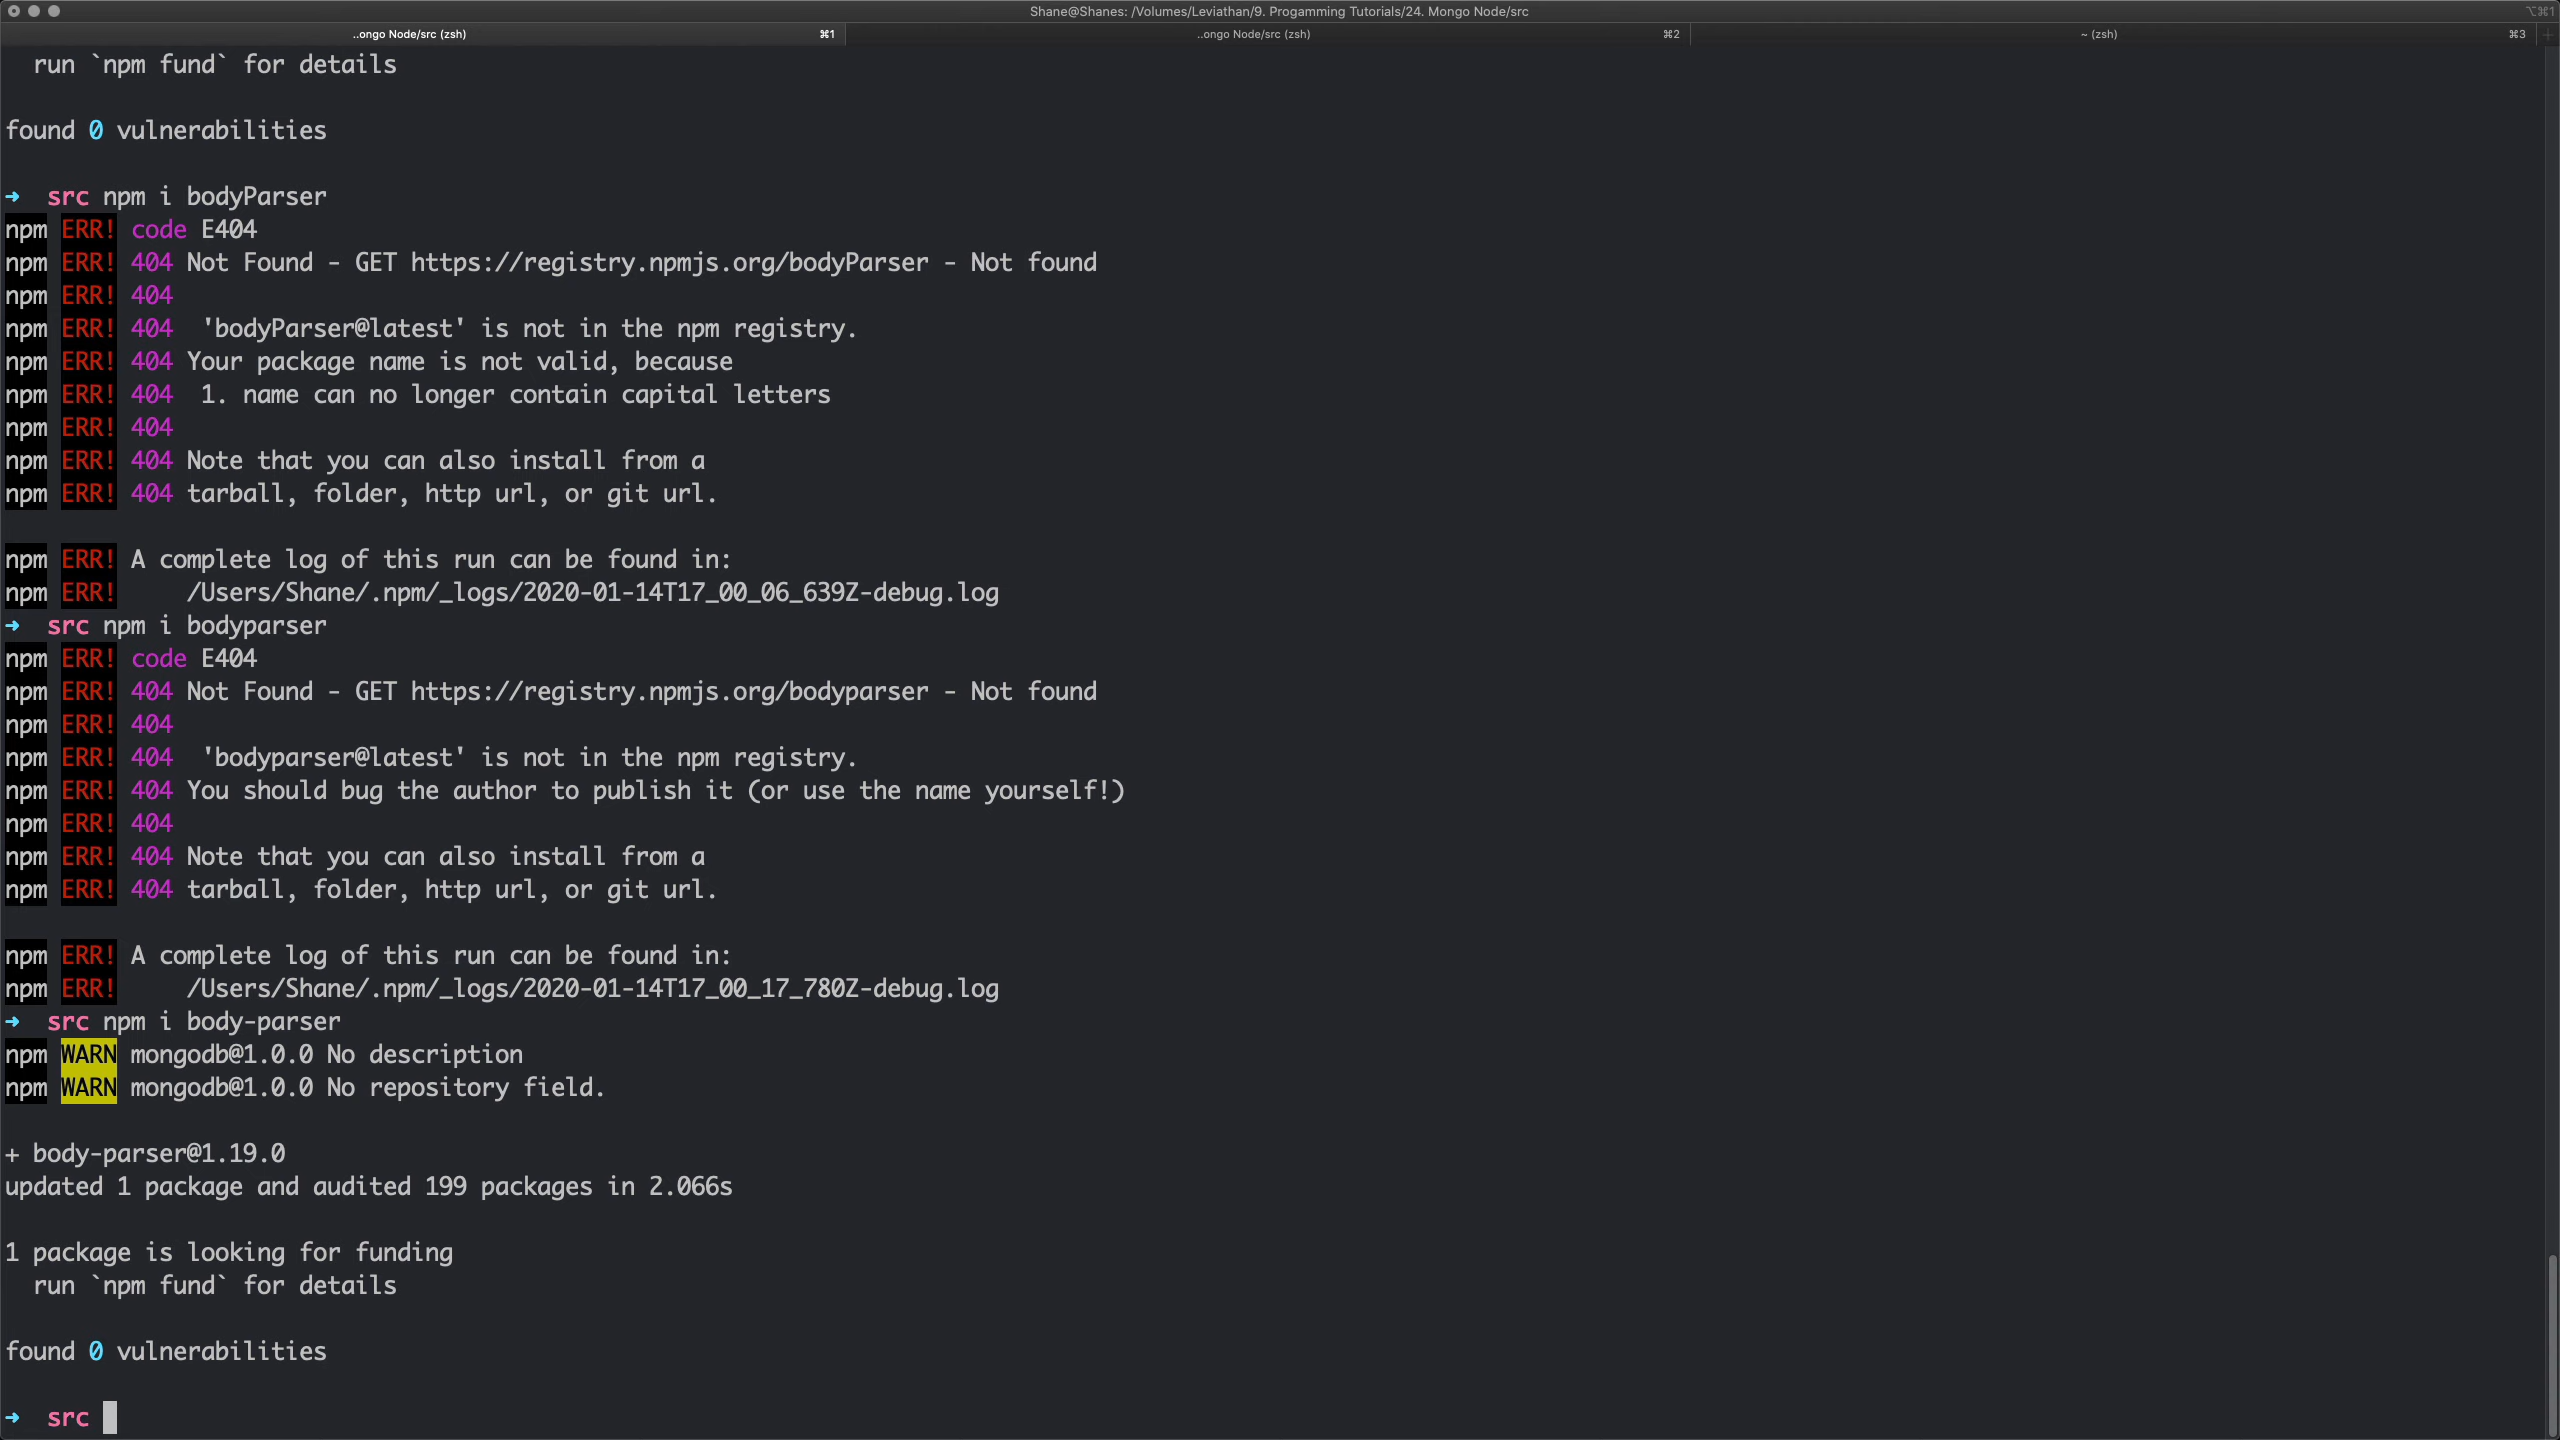 Shane@Shanes: /Volumes/Leviathan/9. Progamming Tutorials/24. Mongo Node/src
⌥⌘1
..ongo Node/src (zsh) ⌘1 ..ongo Node/src (zsh) ⌘2 ~ (zsh) ⌘3 +
run `npm fund` for details
found 0 vulnerabilities
➜ src npm i bodyParser
npm ERR! code E404
npm ERR! 404 Not Found - GET https://registry.npmjs.org/bodyParser - Not found
npm ERR! 404
npm ERR! 404 'bodyParser@latest' is not in the npm registry.
npm ERR! 404 Your package name is not valid, because
npm ERR! 404 1. name can no longer contain capital letters
npm ERR! 404
npm ERR! 404 Note that you can also install from a
npm ERR! 404 tarball, folder, http url, or git url.
npm ERR! A complete log of this run can be found in:
npm ERR! /Users/Shane/.npm/_logs/2020-01-14T17_00_06_639Z-debug.log
➜ src npm i bodyparser
npm ERR! code E404
npm ERR! 404 Not Found - GET https://registry.npmjs.org/bodyparser - Not found
npm ERR! 404
npm ERR! 404 'bodyparser@latest' is not in the npm registry.
npm ERR! 404 You should bug the author to publish it (or use the name yourself!)
npm ERR! 404
npm ERR! 404 Note that you can also install from a
npm ERR! 404 tarball, folder, http url, or git url.
npm ERR! A complete log of this run can be found in:
npm ERR! /Users/Shane/.npm/_logs/2020-01-14T17_00_17_780Z-debug.log
➜ src npm i body-parser
npm WARN mongodb@1.0.0 No description
npm WARN mongodb@1.0.0 No repository field.
+ body-parser@1.19.0
updated 1 package and audited 199 packages in 2.066s
1 package is looking for funding
run `npm fund` for details
found 0 vulnerabilities
➜ src